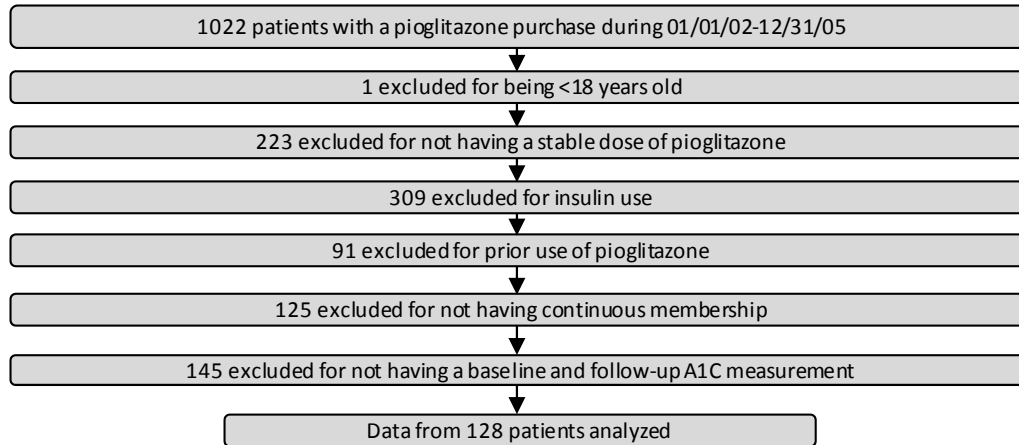 1022 patients with a pioglitazone purchase during 01/01/02-12/31/05
1 excluded for being <18 years old
223 excluded for not having a stable dose of pioglitazone
309 excluded for insulin use
91 excluded for prior use of pioglitazone
125 excluded for not having continuous membership
145 excluded for not having a baseline and follow-up A1C measurement
Data from 128 patients analyzed